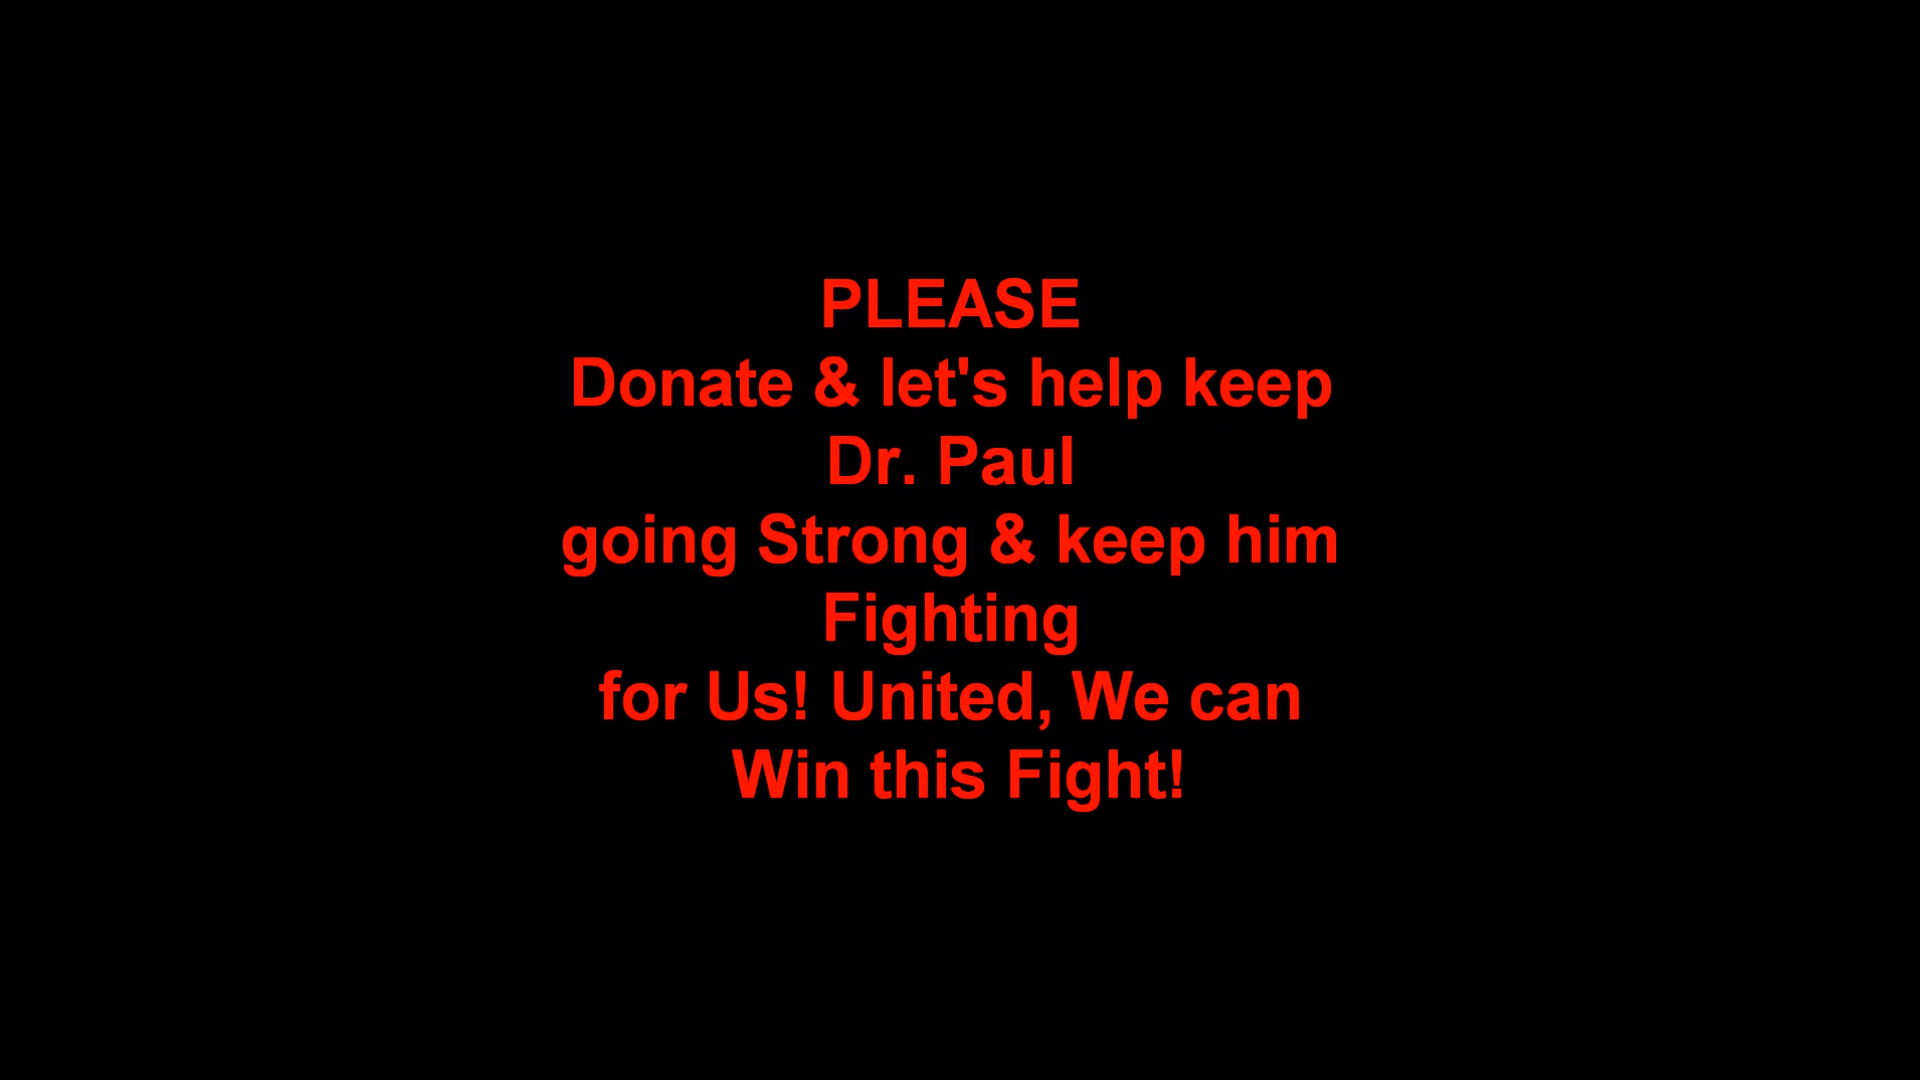 PLEASE
Donate & let's help keep
Dr. Paul
going Strong & keep him
Fighting
for Us! United, We can
Win this Fight!